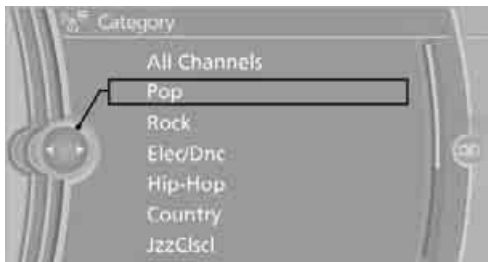 Category
All Channels
Pop
Rock
Elec/Dnc
Hip-Hop
Country
JzzClscl